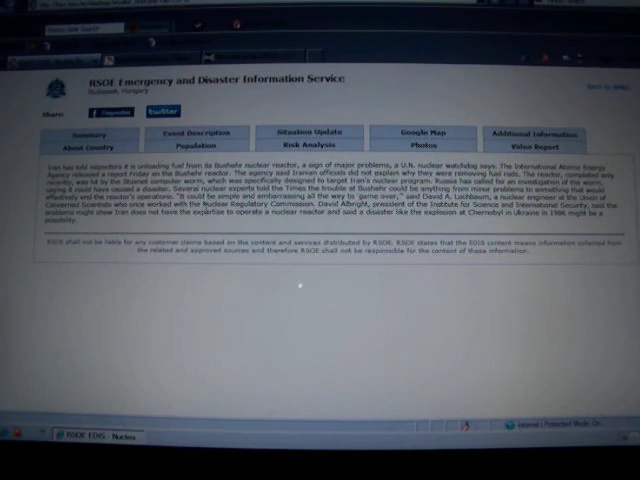 RSOE Emergency and Disaster Information Service
Budapest, Hungary
Share:
twitter
Summary
Event Description
Situation Update
Google Map
Additional Information
About Country
Population
Risk Analysis
Photos
Video Report
Iran has told inspectors it is unloading fuel from its Bushehr nuclear reactor, a sign of major problems, a U.N. nuclear watchdog says. The International Atomic Energy
Agency released a report Friday on the Bushehr reactor. The agency said Iranian officials did not explain why they were removing fuel rods. The reactor, completed only
recently, was hit by the Stuxnet computer worm, which was specifically designed to target Iran's nuclear program. Russia has called for an investigation of the worm,
saying it could have caused a disaster. Several nuclear experts told the Times the trouble at Bushehr could be anything from minor problems to something that would
effectively end the reactor's operations. "It could be simple and embarrassing all the way to 'game over,'" said David A. Lochbaum, a nuclear engineer at the Union of
Concerned Scientists who once worked with the Nuclear Regulatory Commission. David Albright, president of the Institute for Science and International Security, said the
problems might show Iran does not have the expertise to operate a nuclear reactor and said a disaster like the explosion at Chernobyl in Ukraine in 1986 might be a
possibility.
RSOE shall not be liable for any customer claims based on the content and services distributed by RSOE. RSOE states that the EDIS content means information collected from
the related and approved sources and therefore RSOE shall not be responsible for the content of these information.
RSOE EDIS - Nuclea
Internet | Protected Mode: On